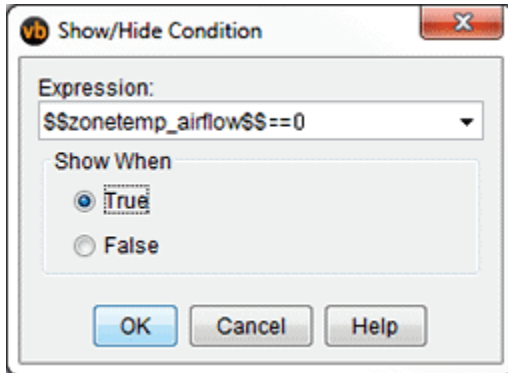 vb Show/Hide Condition
Expression:
$$zonetemp_airflow$$==0
Show When
True
False
OK Cancel Help